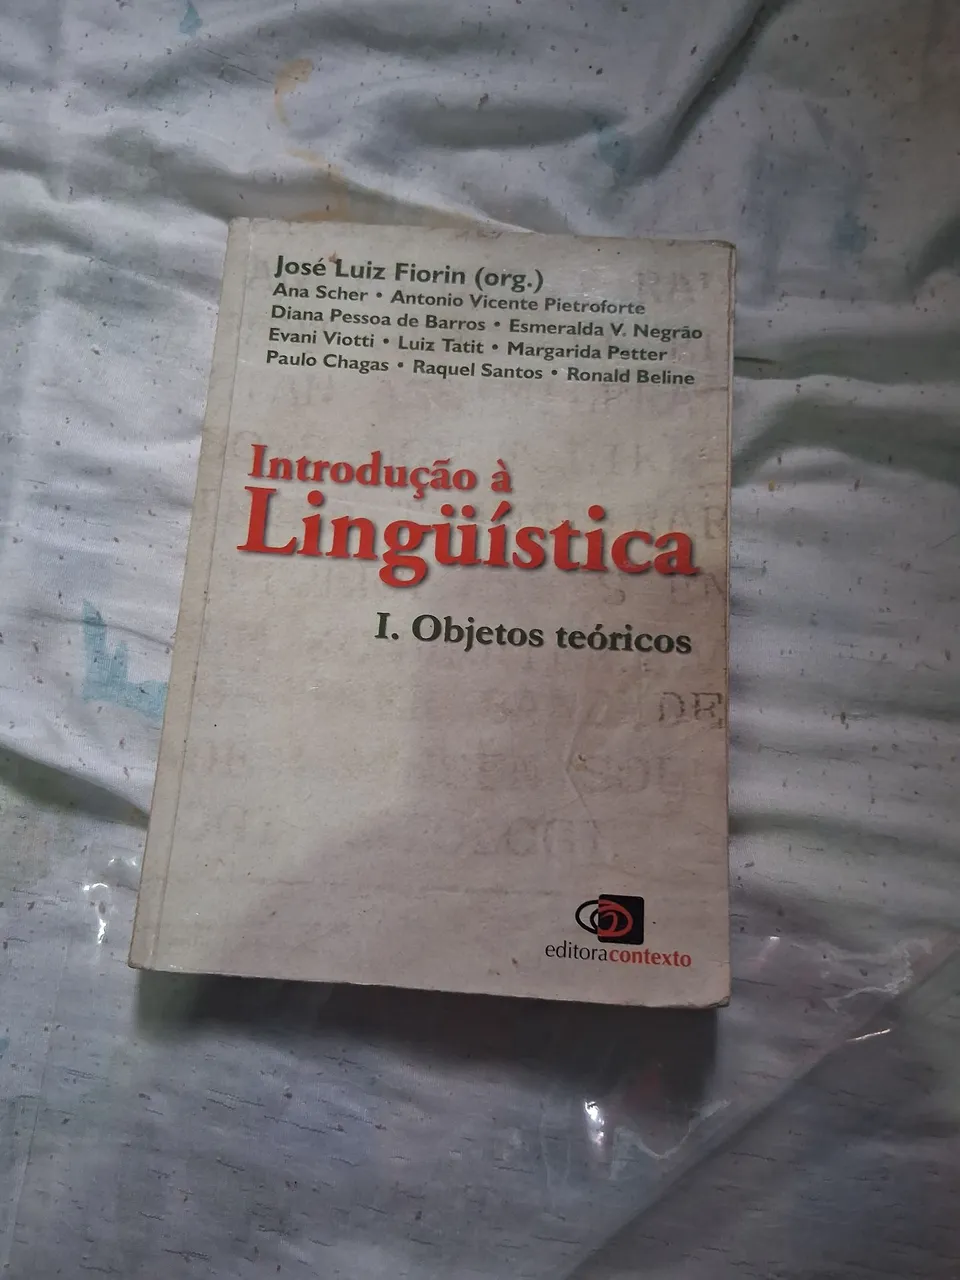 José Luiz Fiorin (org.)
Ana Scher • Antonio Vicente Pietroforte
Diana Pessoa de Barros • Esmeralda V. Negrão
Evani Viotti • Luiz Tatit • Margarida Petter
Paulo Chagas • Raquel Santos • Ronald Beline
Introdução à
Lingüística
I. Objetos teóricos
DE
editoracontexto